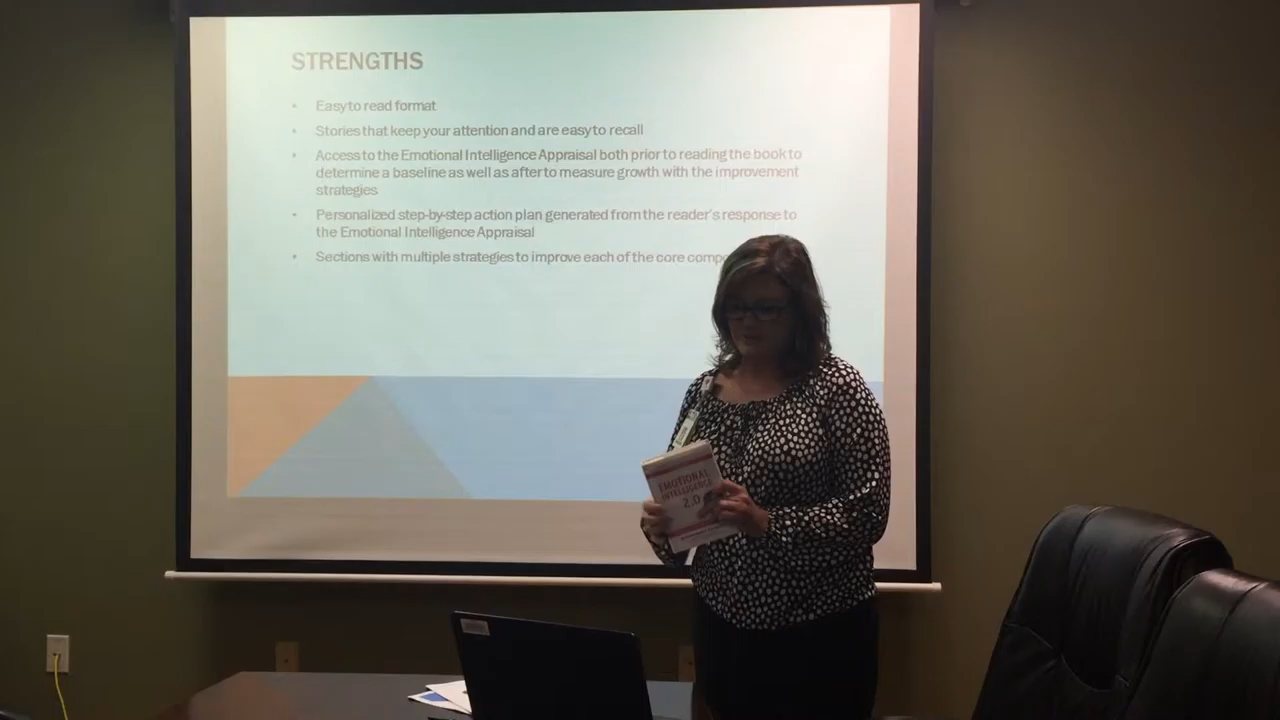 STRENGTHS
• Easy to read format
• Stories that keep your attention and are easy to recall
• Access to the Emotional Intelligence Appraisal both prior to reading the book to
determine a baseline as well as after to measure growth with the improvement
strategies
• Personalized step-by-step action plan generated from the reader's response to
the Emotional Intelligence Appraisal
• Sections with multiple strategies to improve each of the core
EMOTIONAL
INTELLIGENCE
2.0